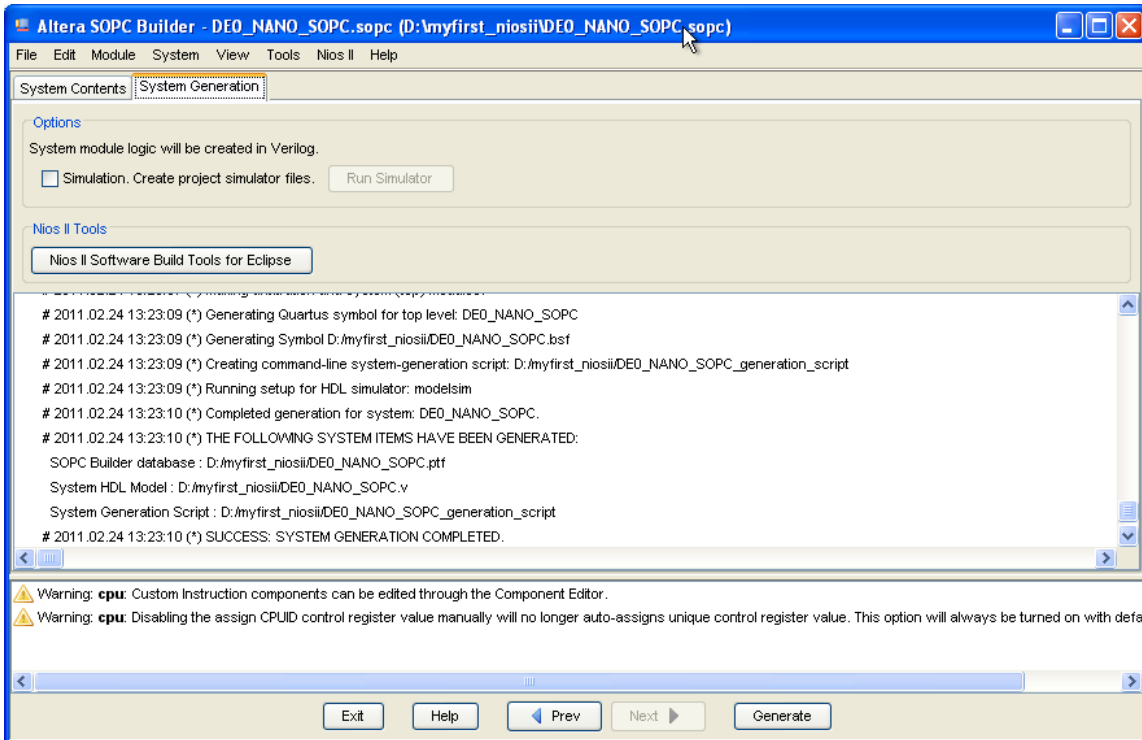 Altera SOPC Builder - DE0_NANO_SOPC.sopc (D:\myfirst_niosii\DE0_NANO_SOPC.sopc)
File Edit Module System View Tools Nios II Help
System Contents System Generation
Options
System module logic will be created in Verilog.
Simulation. Create project simulator files. Run Simulator
Nios II Tools
Nios II Software Build Tools for Eclipse
# 2011.02.24 13:23:09 (*) Generating Quartus symbol for top level: DE0_NANO_SOPC
# 2011.02.24 13:23:09 (*) Generating Symbol D:/myfirst_niosii/DE0_NANO_SOPC.bsf
# 2011.02.24 13:23:09 (*) Creating command-line system-generation script: D:/myfirst_niosii/DE0_NANO_SOPC_generation_script
# 2011.02.24 13:23:09 (*) Running setup for HDL simulator: modelsim
# 2011.02.24 13:23:10 (*) Completed generation for system: DE0_NANO_SOPC.
# 2011.02.24 13:23:10 (*) THE FOLLOWING SYSTEM ITEMS HAVE BEEN GENERATED:
SOPC Builder database : D:/myfirst_niosii/DE0_NANO_SOPC.ptf
System HDL Model : D:/myfirst_niosii/DE0_NANO_SOPC.v
System Generation Script : D:/myfirst_niosii/DE0_NANO_SOPC_generation_script
# 2011.02.24 13:23:10 (*) SUCCESS: SYSTEM GENERATION COMPLETED.
Warning: cpu: Custom Instruction components can be edited through the Component Editor.
Warning: cpu: Disabling the assign CPUID control register value manually will no longer auto-assigns unique control register value. This option will always be turned on with defa
Exit Help Prev Next Generate